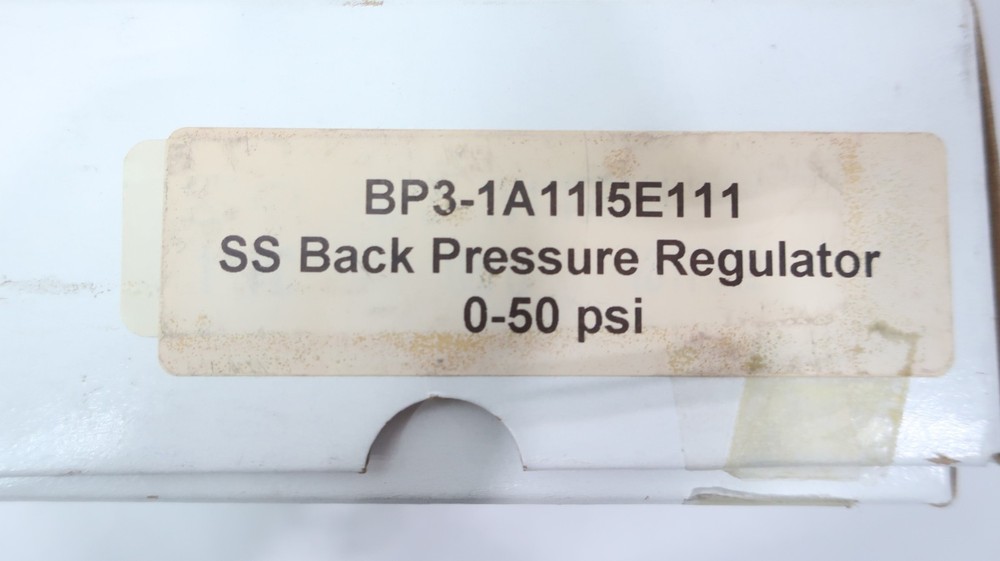 BP3-1A11I5E111
SS Back Pressure Regulator
0-50 psi